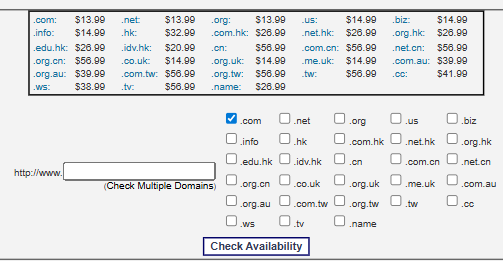 .com: $13.99 .net: $13.99 .org: $13.99 .us: $14.99 .biz: $14.99
.info: $14.99 .hk: $32.99 .com.hk: $26.99 .net.hk: $26.99 .org.hk: $26.99
.edu.hk: $26.99 .idv.hk: $20.99 .cn: $56.99 .com.cn: $56.99 .net.cn: $56.99
.org.cn: $56.99 .co.uk: $14.99 .org.uk: $14.99 .me.uk: $14.99 .com.au: $39.99
.org.au: $39.99 .com.tw: $56.99 .org.tw: $56.99 .tw: $56.99 .cc: $41.99
.ws: $38.99 .tv: $56.99 .name: $26.99
.com .net .org .us .biz
.info .hk .com.hk .net.hk .org.hk
.edu.hk .idv.hk .cn .com.cn .net.cn
http://www.
(Check Multiple Domains)
.org.cn .co.uk .org.uk .me.uk .com.au
.org.au .com.tw .org.tw .tw .cc
.ws .tv .name
Check Availability